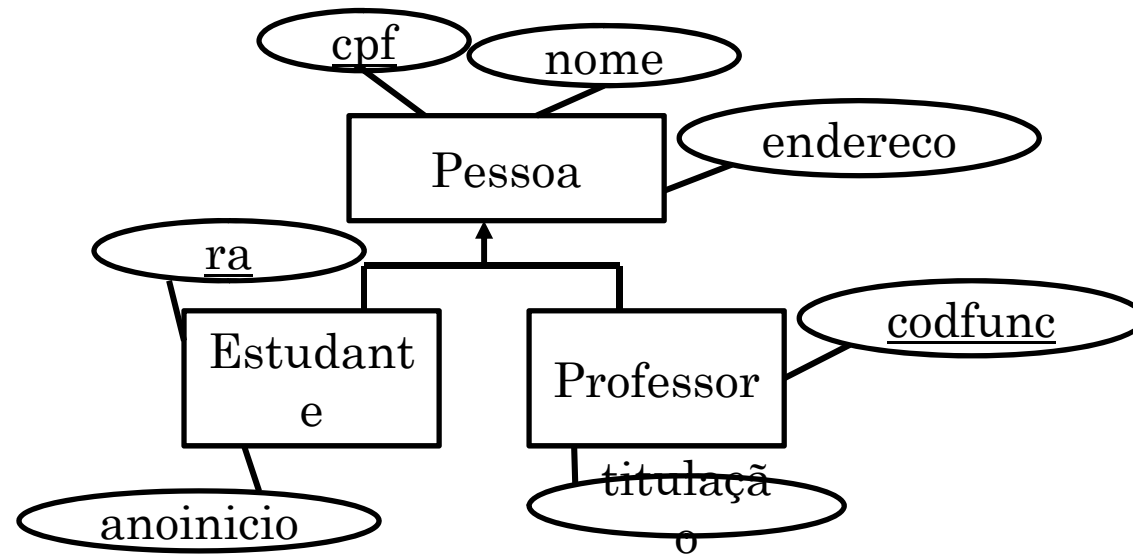 cpf
nome
endereco
Pessoa
ra
codfunc
Estudant
e
Professor
titulaçã
o
anoinicio